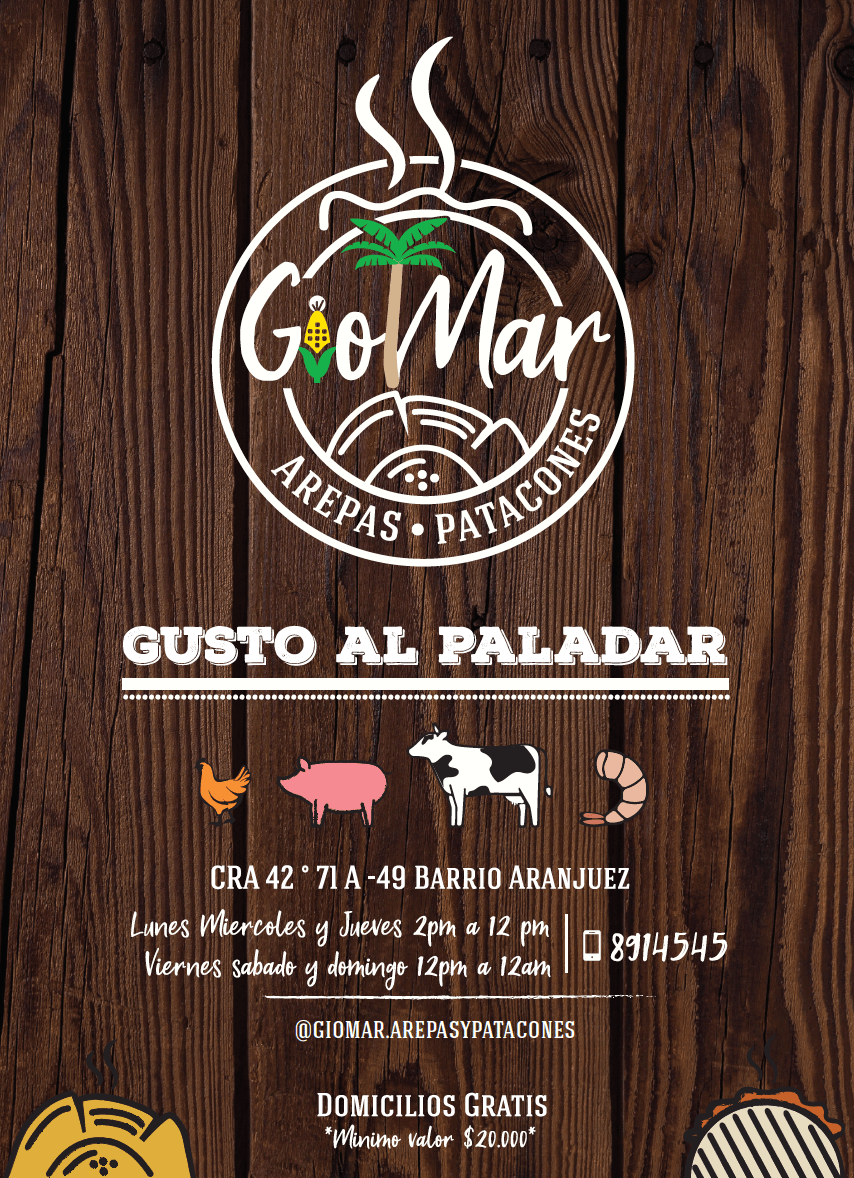 GioMar
AREPAS • PATACONES
GUSTO AL PALADAR
CRA 42 ° 71 A -49 BARRIO ARANJUEZ
Lunes Miercoles y Jueves 2pm a 12 pm
Viernes sabado y domingo 12pm a 12am
8914545
@GIOMAR.AREPASYPATACONES
DOMICILIOS GRATIS
*Minimo valor $20.000*